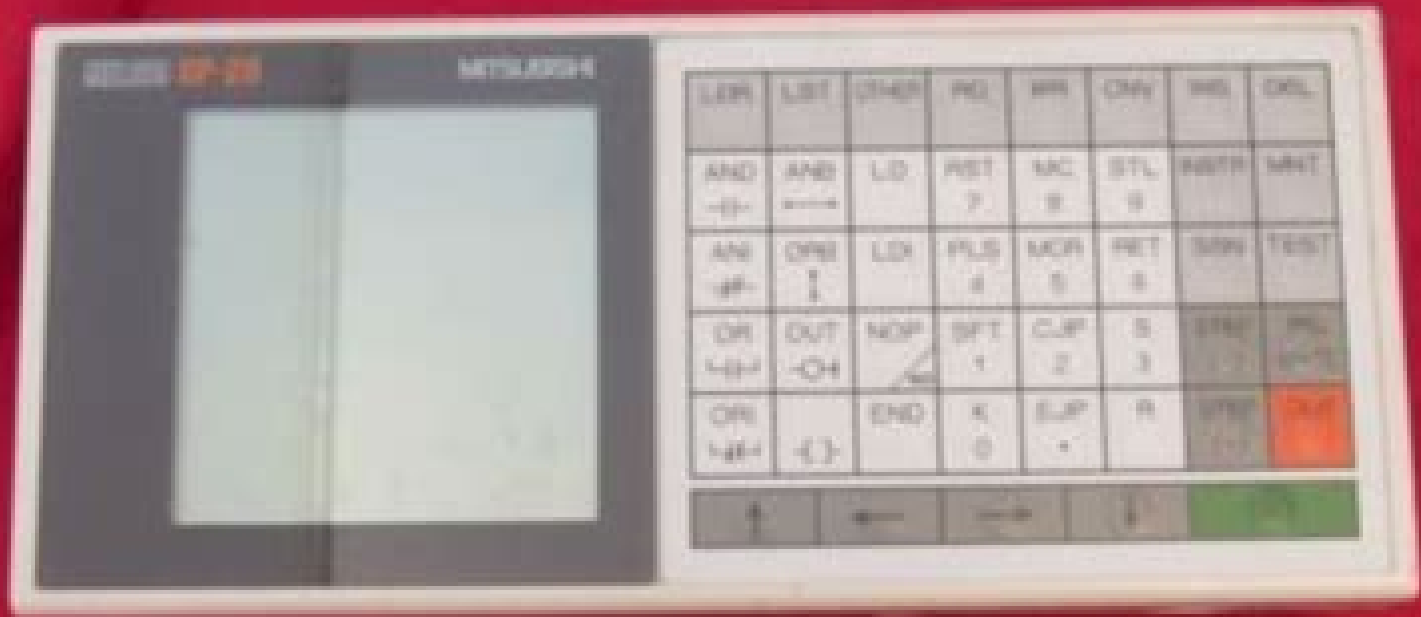 MITSUBISHI
LDR LST OTHER RD WR CNV INS DEL
AND ANB LD RST MC STL INSTR MNT
7 8 9
ANI ORB LDI PLS MCR RET TEST
4 5 6
OR OUT NOP SFT CJP S
1 2 3
ORI END K EJP R STEP
0